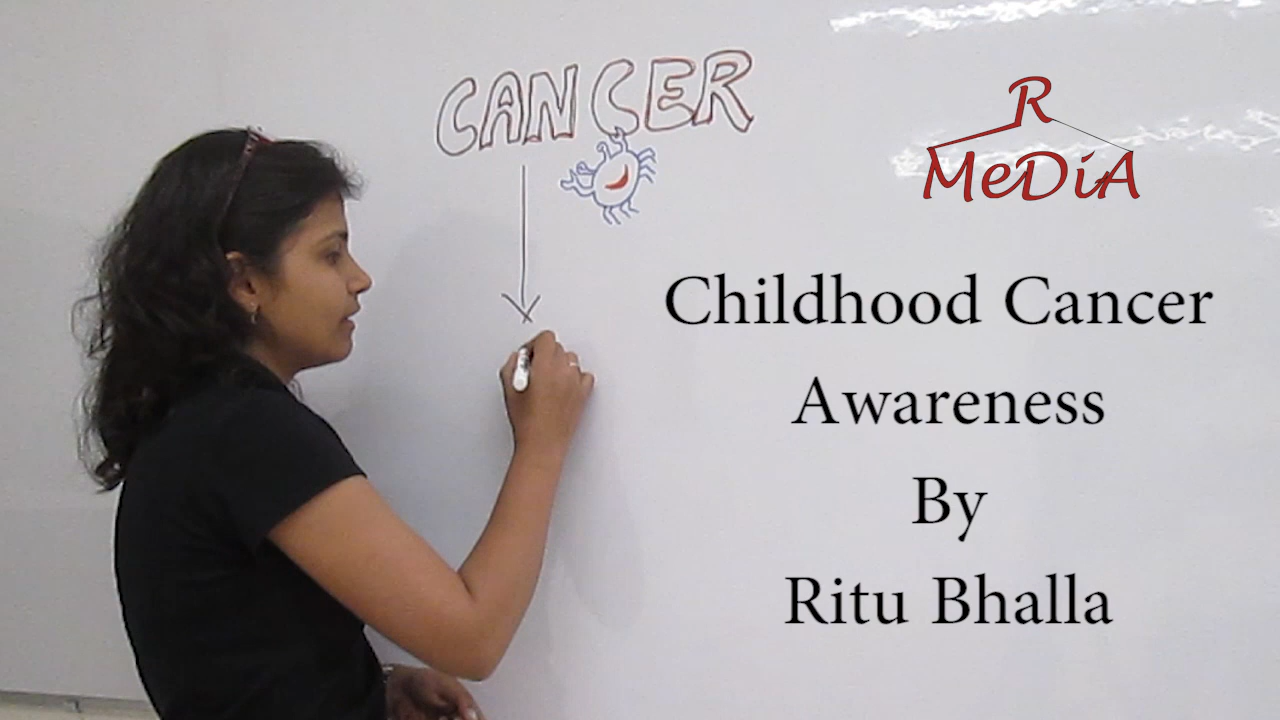 CANCER
R
MeDiA
Childhood Cancer
Awareness
By
Ritu Bhalla